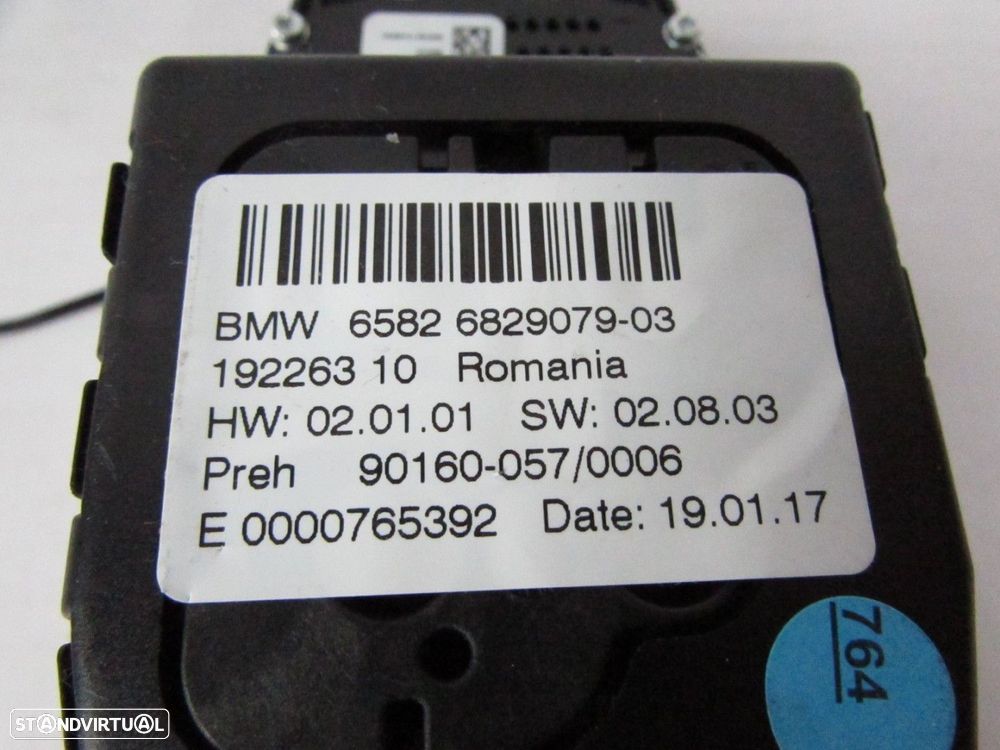 BMW 6582 6829079-03
192263 10 Romania
HW: 02.01.01 SW: 02.08.03
Preh 90160-057/0006
E 0000765392 Date: 19.01.17
764
STANDVIRTUAL